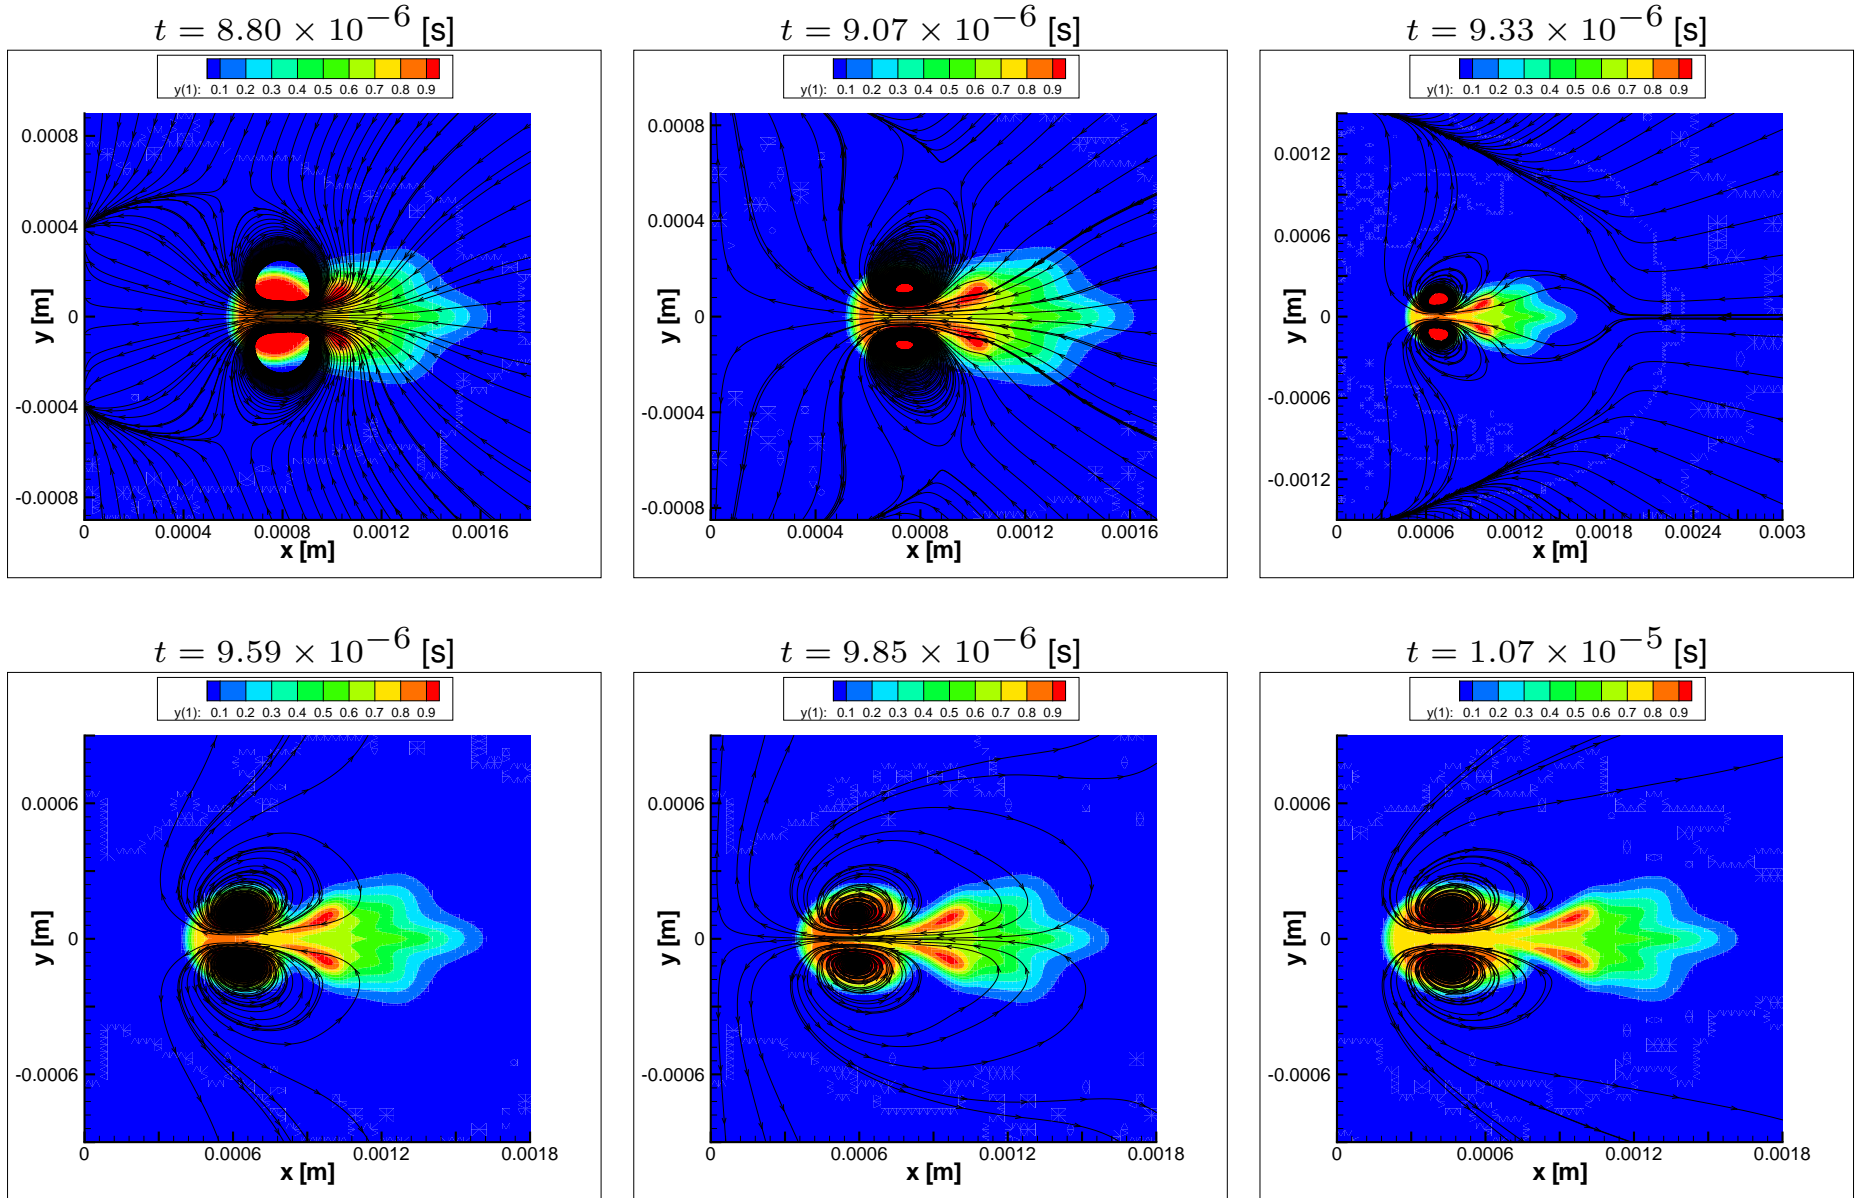 t = 8.80 × 10⁻⁶ [s]
y(1): 0.1 0.2 0.3 0.4 0.5 0.6 0.7 0.8 0.9
0.0008
0.0004
0
-0.0004
-0.0008
y [m]
0 0.0004 0.0008 0.0012 0.0016
x [m]
t = 9.07 × 10⁻⁶ [s]
y(1): 0.1 0.2 0.3 0.4 0.5 0.6 0.7 0.8 0.9
0.0008
0.0004
0
-0.0004
-0.0008
y [m]
0 0.0004 0.0008 0.0012 0.0016
x [m]
t = 9.33 × 10⁻⁶ [s]
y(1): 0.1 0.2 0.3 0.4 0.5 0.6 0.7 0.8 0.9
0.0012
0.0006
0
-0.0006
-0.0012
y [m]
0 0.0006 0.0012 0.0018 0.0024 0.003
x [m]
t = 9.59 × 10⁻⁶ [s]
y(1): 0.1 0.2 0.3 0.4 0.5 0.6 0.7 0.8 0.9
0.0006
0
-0.0006
y [m]
0 0.0006 0.0012 0.0018
x [m]
t = 9.85 × 10⁻⁶ [s]
y(1): 0.1 0.2 0.3 0.4 0.5 0.6 0.7 0.8 0.9
0.0006
0
-0.0006
y [m]
0 0.0006 0.0012 0.0018
x [m]
t = 1.07 × 10⁻⁵ [s]
y(1): 0.1 0.2 0.3 0.4 0.5 0.6 0.7 0.8 0.9
0.0006
0
-0.0006
y [m]
0 0.0006 0.0012 0.0018
x [m]